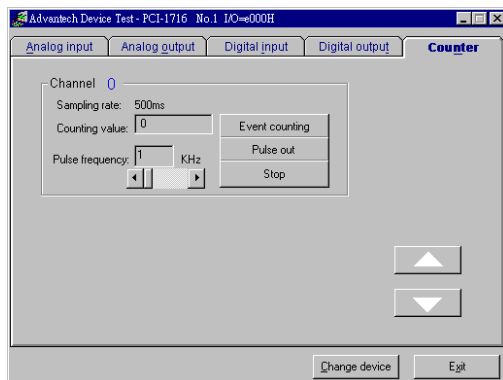 Advantech Device Test - PCI-1716 No.1 I/O=e000H
Analog input Analog output Digital input Digital output Counter
Channel 0
Sampling rate: 500ms
Counting value: 0
Event counting
Pulse out
Pulse frequency: 1 KHz
Stop
Change device Exit